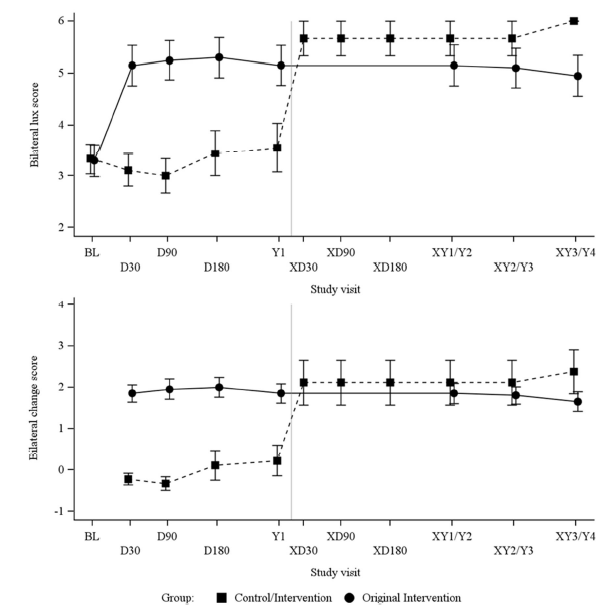 6
5
4
3
2
Bilateral lux score
BL D90 Y1 XD90 XY1/Y2 XY3/Y4
D30 D180 XD30 XD180 XY2/Y3
Study visit
4
3
2
1
0
-1
Bilateral change score
BL D90 Y1 XD90 XY1/Y2 XY3/Y4
D30 D180 XD30 XD180 XY2/Y3
Study visit
Group: Control/Intervention Original Intervention